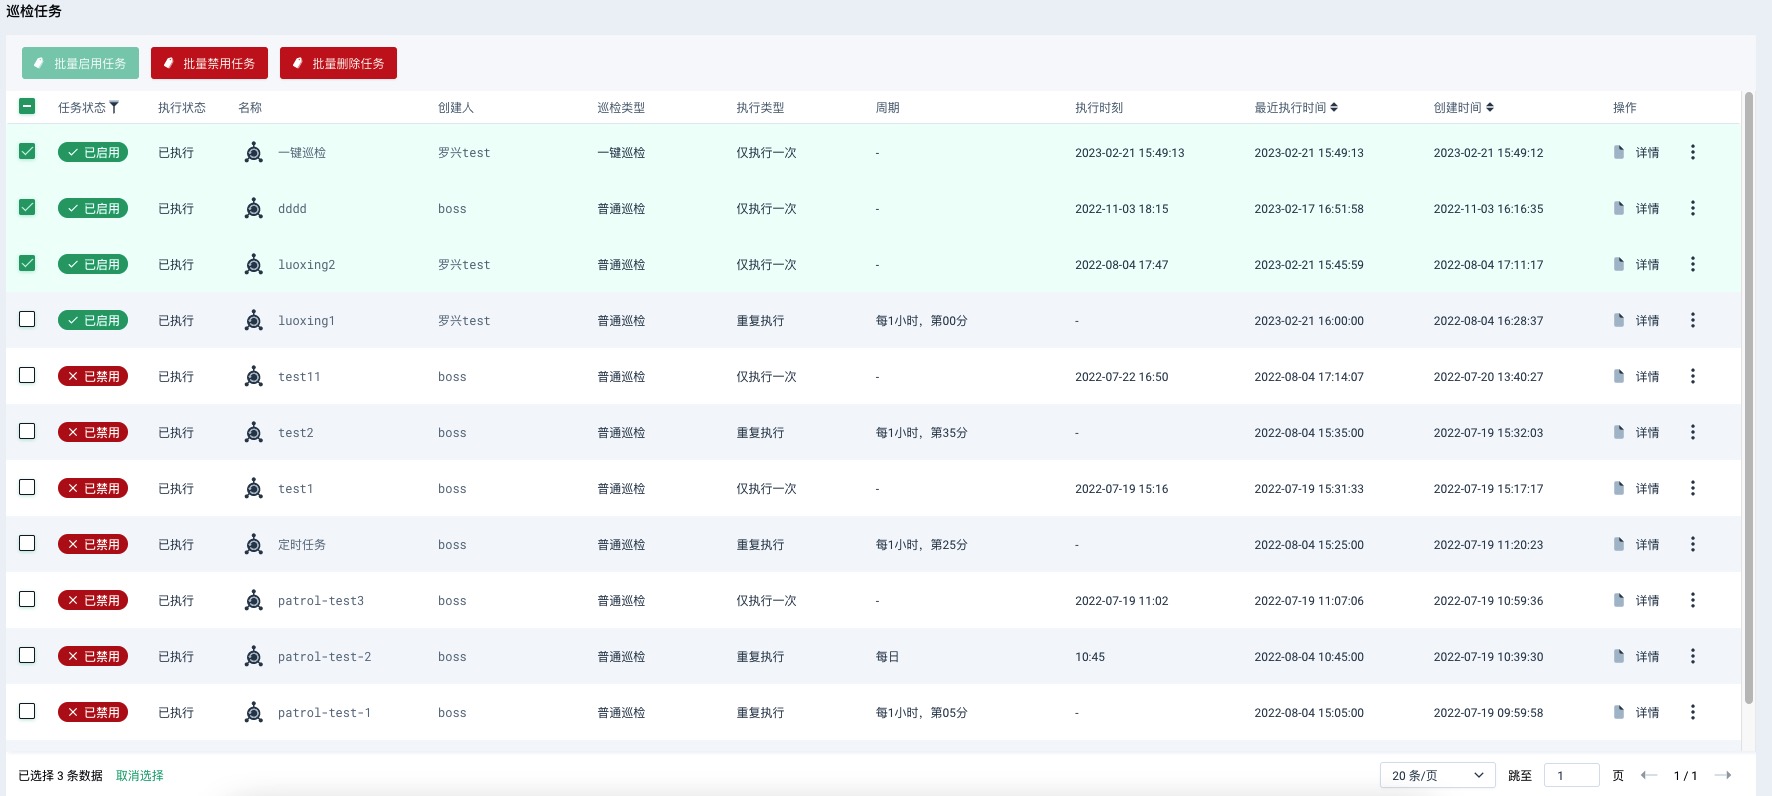 巡检任务
批量启用任务 批量禁用任务 批量删除任务
任务状态 执行状态 名称 创建人 巡检类型 执行类型 周期 执行时刻 最近执行时间 创建时间 操作
已启用 已执行 一键巡检 罗兴test 一键巡检 仅执行一次 - 2023-02-21 15:49:13 2023-02-21 15:49:13 2023-02-21 15:49:12 详情
已启用 已执行 dddd boss 普通巡检 仅执行一次 - 2022-11-03 18:15 2023-02-17 16:51:58 2022-11-03 16:16:35 详情
已启用 已执行 luoxing2 罗兴test 普通巡检 仅执行一次 - 2022-08-04 17:47 2023-02-21 15:45:59 2022-08-04 17:11:17 详情
已启用 已执行 luoxing1 罗兴test 普通巡检 重复执行 每1小时，第00分 - 2023-02-21 16:00:00 2022-08-04 16:28:37 详情
已禁用 已执行 test11 boss 普通巡检 仅执行一次 - 2022-07-22 16:50 2022-08-04 17:14:07 2022-07-20 13:40:27 详情
已禁用 已执行 test2 boss 普通巡检 重复执行 每1小时，第35分 - 2022-08-04 15:35:00 2022-07-19 15:32:03 详情
已禁用 已执行 test1 boss 普通巡检 仅执行一次 - 2022-07-19 15:16 2022-07-19 15:31:33 2022-07-19 15:17:17 详情
已禁用 已执行 定时任务 boss 普通巡检 重复执行 每1小时，第25分 - 2022-08-04 15:25:00 2022-07-19 11:20:23 详情
已禁用 已执行 patrol-test3 boss 普通巡检 仅执行一次 - 2022-07-19 11:02 2022-07-19 11:07:06 2022-07-19 10:59:36 详情
已禁用 已执行 patrol-test-2 boss 普通巡检 重复执行 每日 10:45 2022-08-04 10:45:00 2022-07-19 10:39:30 详情
已禁用 已执行 patrol-test-1 boss 普通巡检 重复执行 每1小时，第05分 - 2022-08-04 15:05:00 2022-07-19 09:59:58 详情
已选择 3 条数据 取消选择 20 条/页 跳至 1 页 1 / 1